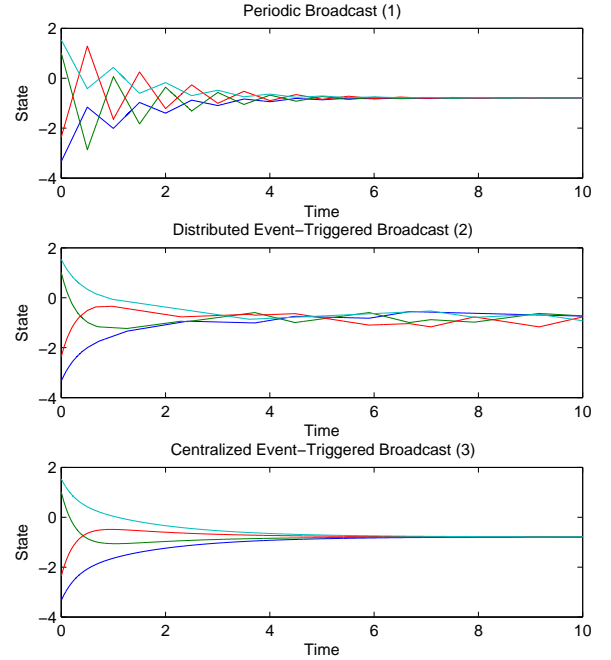 Periodic Broadcast (1)
2
0
−2
−4
State
0 2 4 6 8 10
Time
Distributed Event−Triggered Broadcast (2)
2
0
−2
−4
State
0 2 4 6 8 10
Time
Centralized Event−Triggered Broadcast (3)
2
0
−2
−4
State
0 2 4 6 8 10
Time